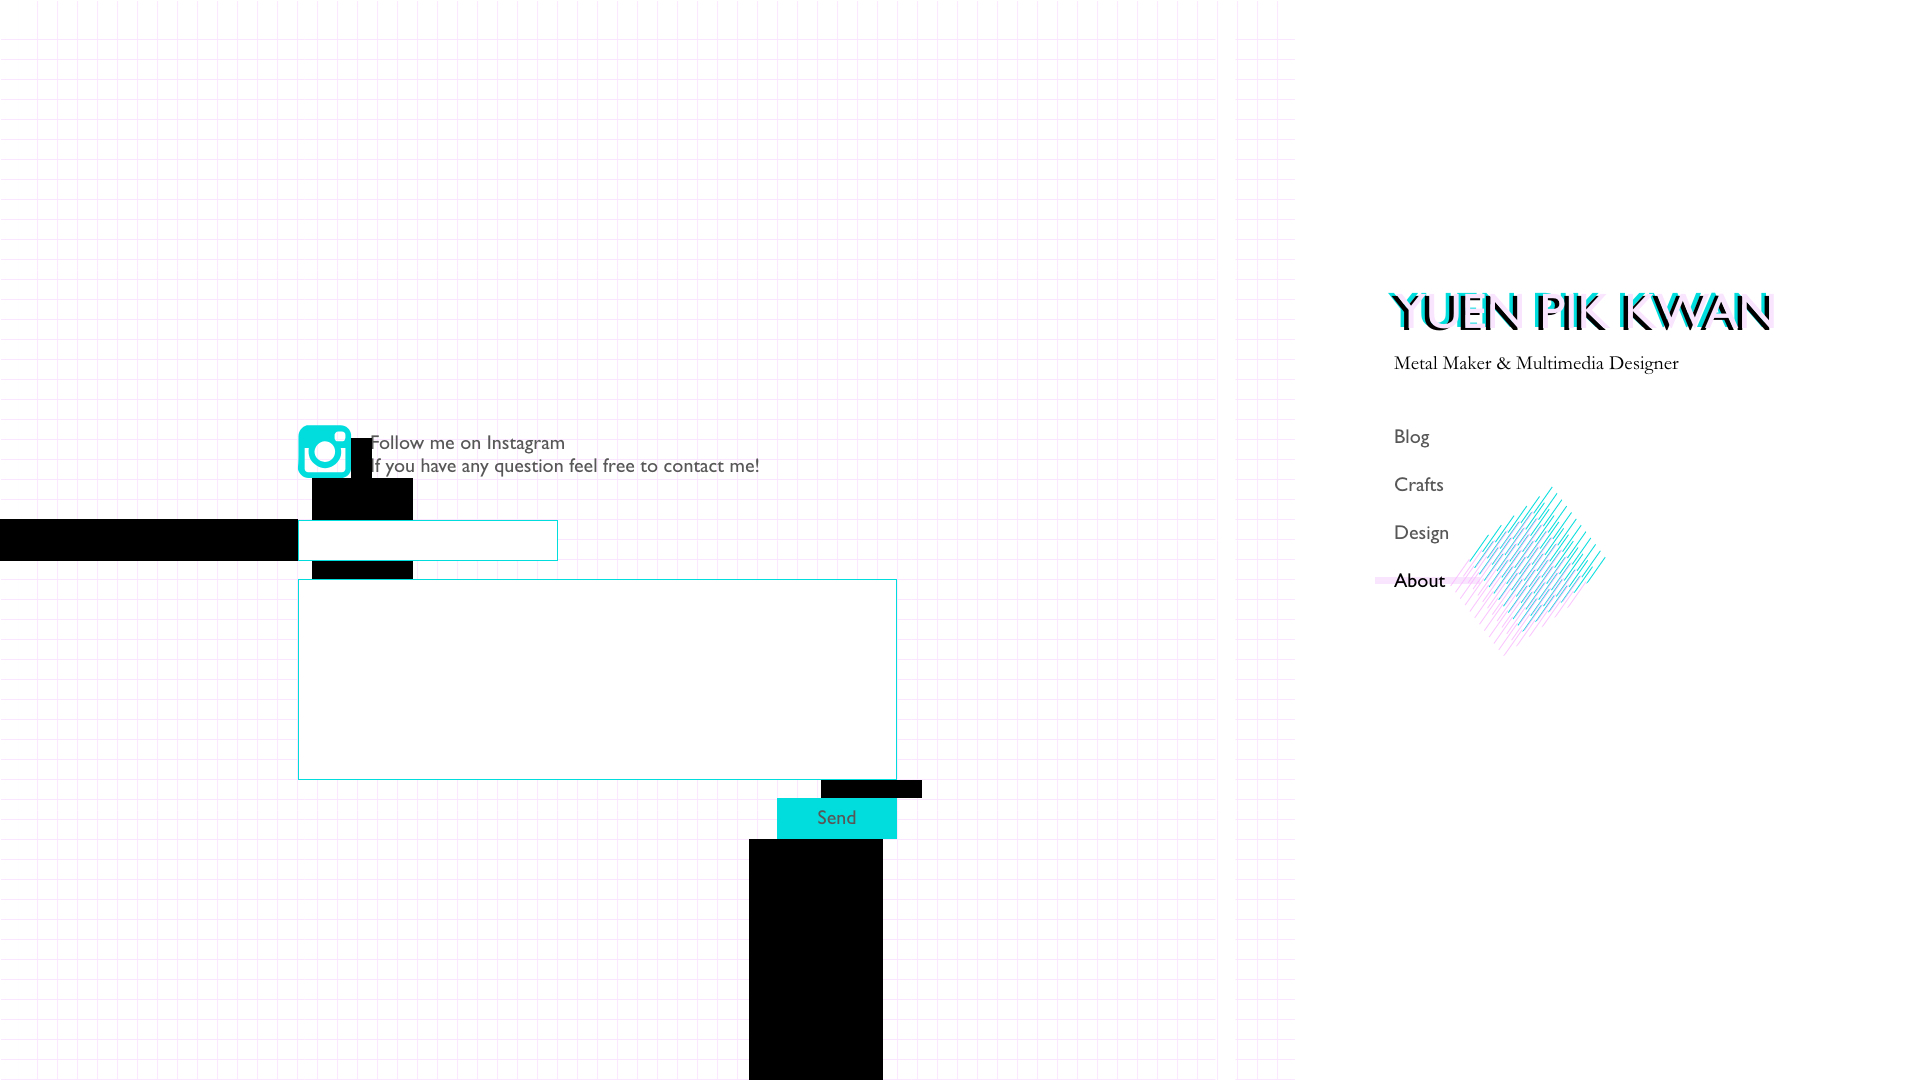 Follow me on Instagram
If you have any question feel free to contact me!
Send
YUEN PIK KWAN
Metal Maker & Multimedia Designer
Blog
Crafts
Design
About